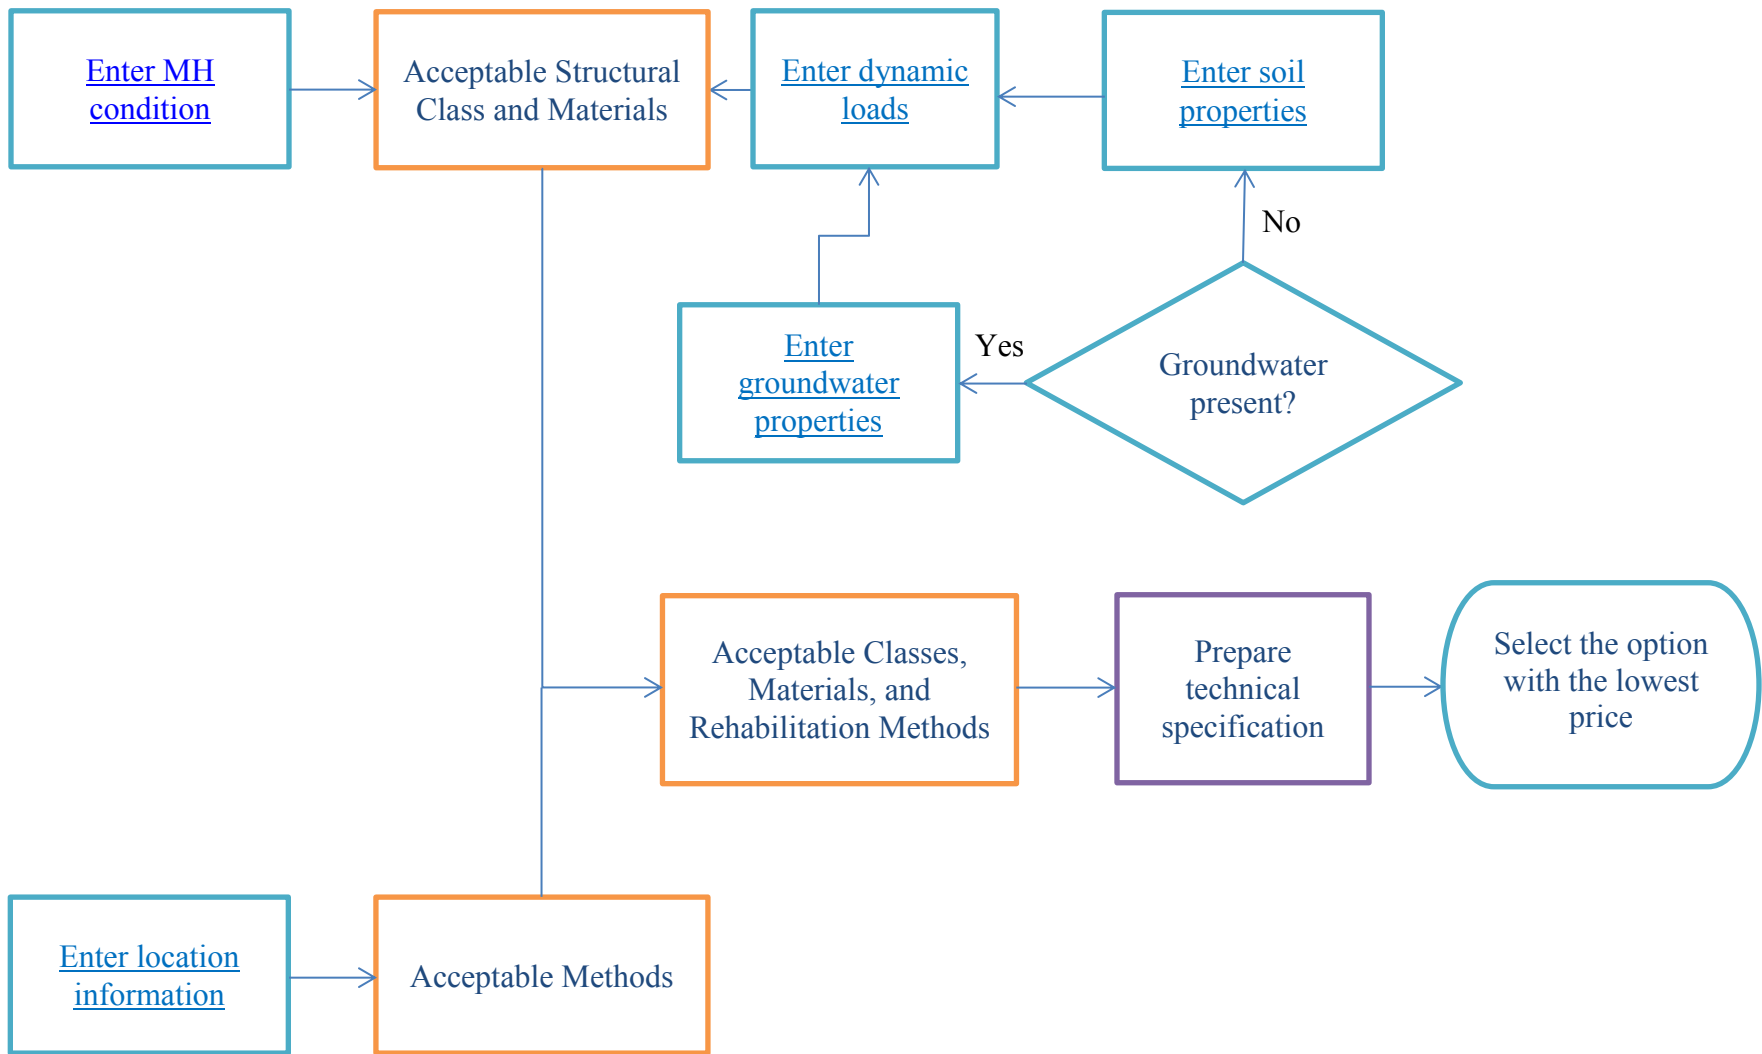 Enter MH
condition
Acceptable Structural
Class and Materials
Enter dynamic
loads
Enter soil
properties
No
Enter
groundwater
properties
Yes
Groundwater
present?
Acceptable Classes,
Materials, and
Rehabilitation Methods
Prepare
technical
specification
Select the option
with the lowest
price
Enter location
information
Acceptable Methods